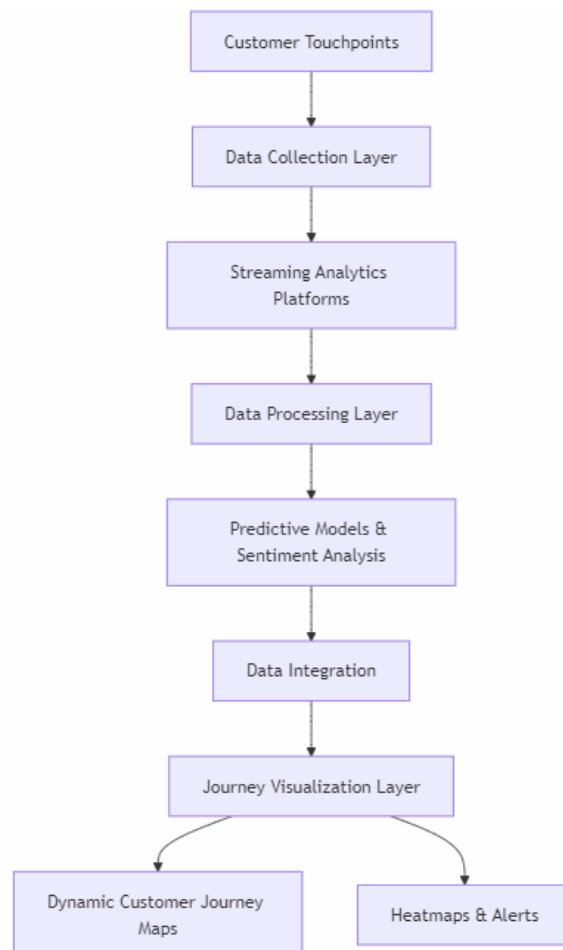 Customer Touchpoints
Data Collection Layer
Streaming Analytics
Platforms
Data Processing Layer
Predictive Models &
Sentiment Analysis
Data Integration
Journey Visualization Layer
Dynamic Customer Journey
Maps
Heatmaps & Alerts